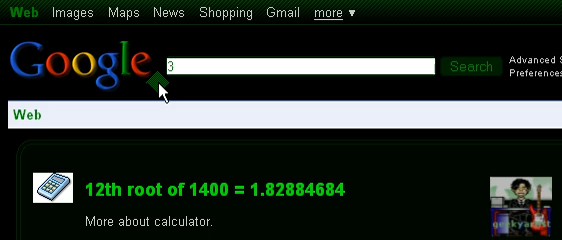 Web Images Maps News Shopping Gmail more ▼
Google
3
Search
Advanced S
Preferences
Web
12th root of 1400 = 1.82884684
More about calculator.